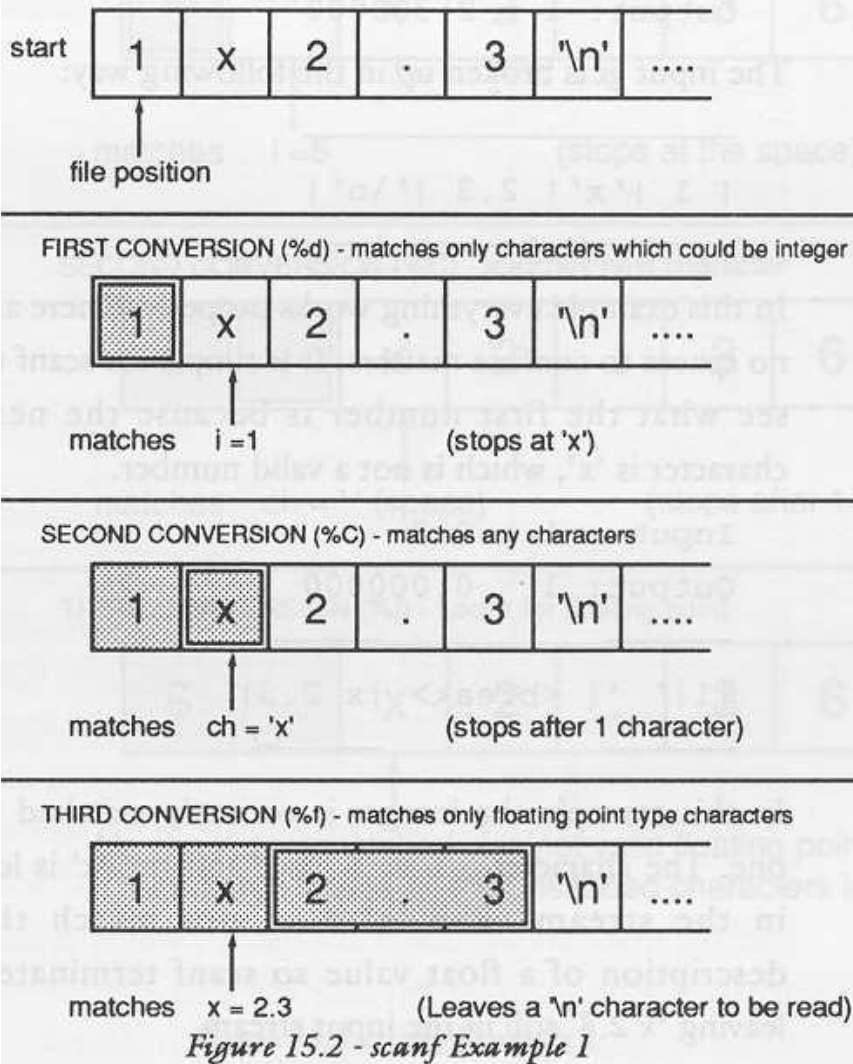 start 1 x 2 . 3 '\n' ....
file position
FIRST CONVERSION (%d) - matches only characters which could be integer
1 x 2 . 3 '\n' ....
matches i =1 (stops at 'x')
SECOND CONVERSION (%C) - matches any characters
1 x 2 . 3 '\n' ....
matches ch = 'x' (stops after 1 character)
THIRD CONVERSION (%f) - matches only floating point type characters
1 x 2 . 3 '\n' ....
matches x = 2.3 (Leaves a '\n' character to be read)
Figure 15.2 - scanf Example 1